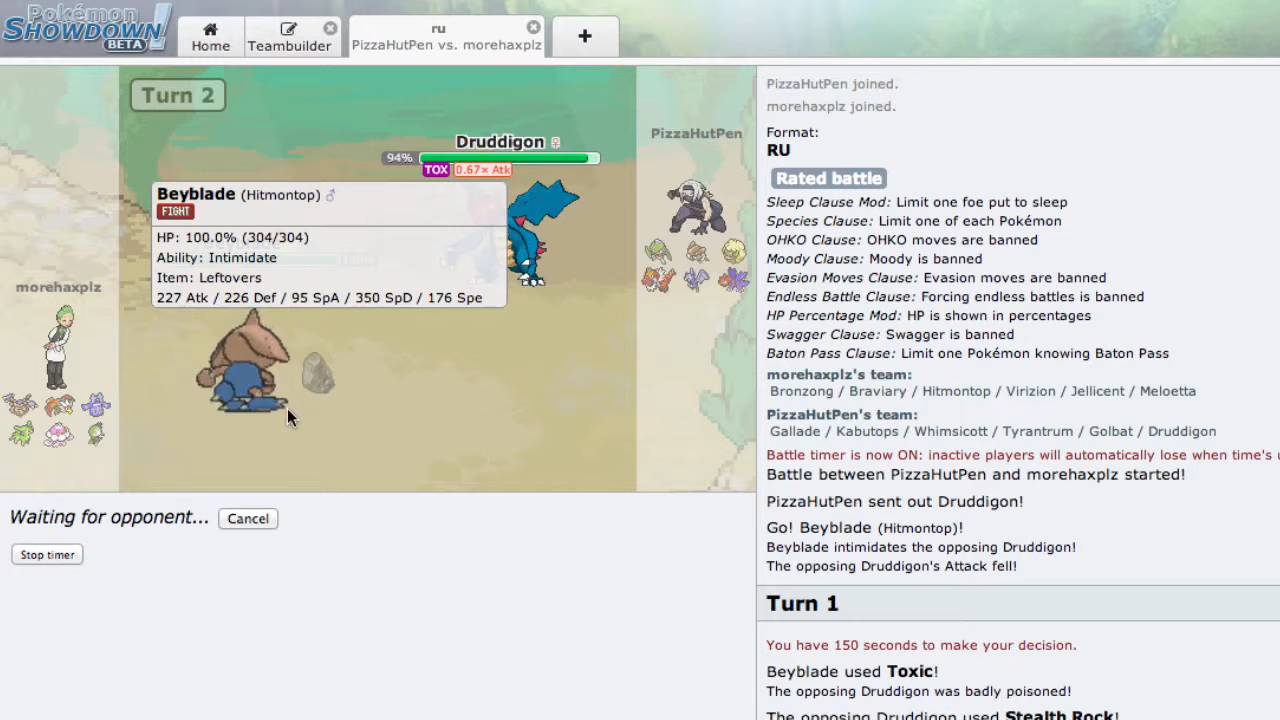 Pokémon
SHOWDOWN!
BETA
Home
Teambuilder
ru
PizzaHutPen vs. morehaxplz
+
Turn 2
Druddigon ♀
94%
TOX 0.67× Atk
Beyblade (Hitmontop) ♂
FIGHT
HP: 100.0% (304/304)
Ability: Intimidate
Item: Leftovers
227 Atk / 226 Def / 95 SpA / 350 SpD / 176 Spe
morehaxplz
PizzaHutPen
Waiting for opponent... Cancel
Stop timer
PizzaHutPen joined.
morehaxplz joined.
Format:
RU
Rated battle
Sleep Clause Mod: Limit one foe put to sleep
Species Clause: Limit one of each Pokémon
OHKO Clause: OHKO moves are banned
Moody Clause: Moody is banned
Evasion Moves Clause: Evasion moves are banned
Endless Battle Clause: Forcing endless battles is banned
HP Percentage Mod: HP is shown in percentages
Swagger Clause: Swagger is banned
Baton Pass Clause: Limit one Pokémon knowing Baton Pass
morehaxplz's team:
Bronzong / Braviary / Hitmontop / Virizion / Jellicent / Meloetta
PizzaHutPen's team:
Gallade / Kabutops / Whimsicott / Tyrantrum / Golbat / Druddigon
Battle timer is now ON: inactive players will automatically lose when time's
Battle between PizzaHutPen and morehaxplz started!
PizzaHutPen sent out Druddigon!
Go! Beyblade (Hitmontop)!
Beyblade intimidates the opposing Druddigon!
The opposing Druddigon's Attack fell!
Turn 1
You have 150 seconds to make your decision.
Beyblade used Toxic!
The opposing Druddigon was badly poisoned!
The opposing Druddigon used Stealth Rock!